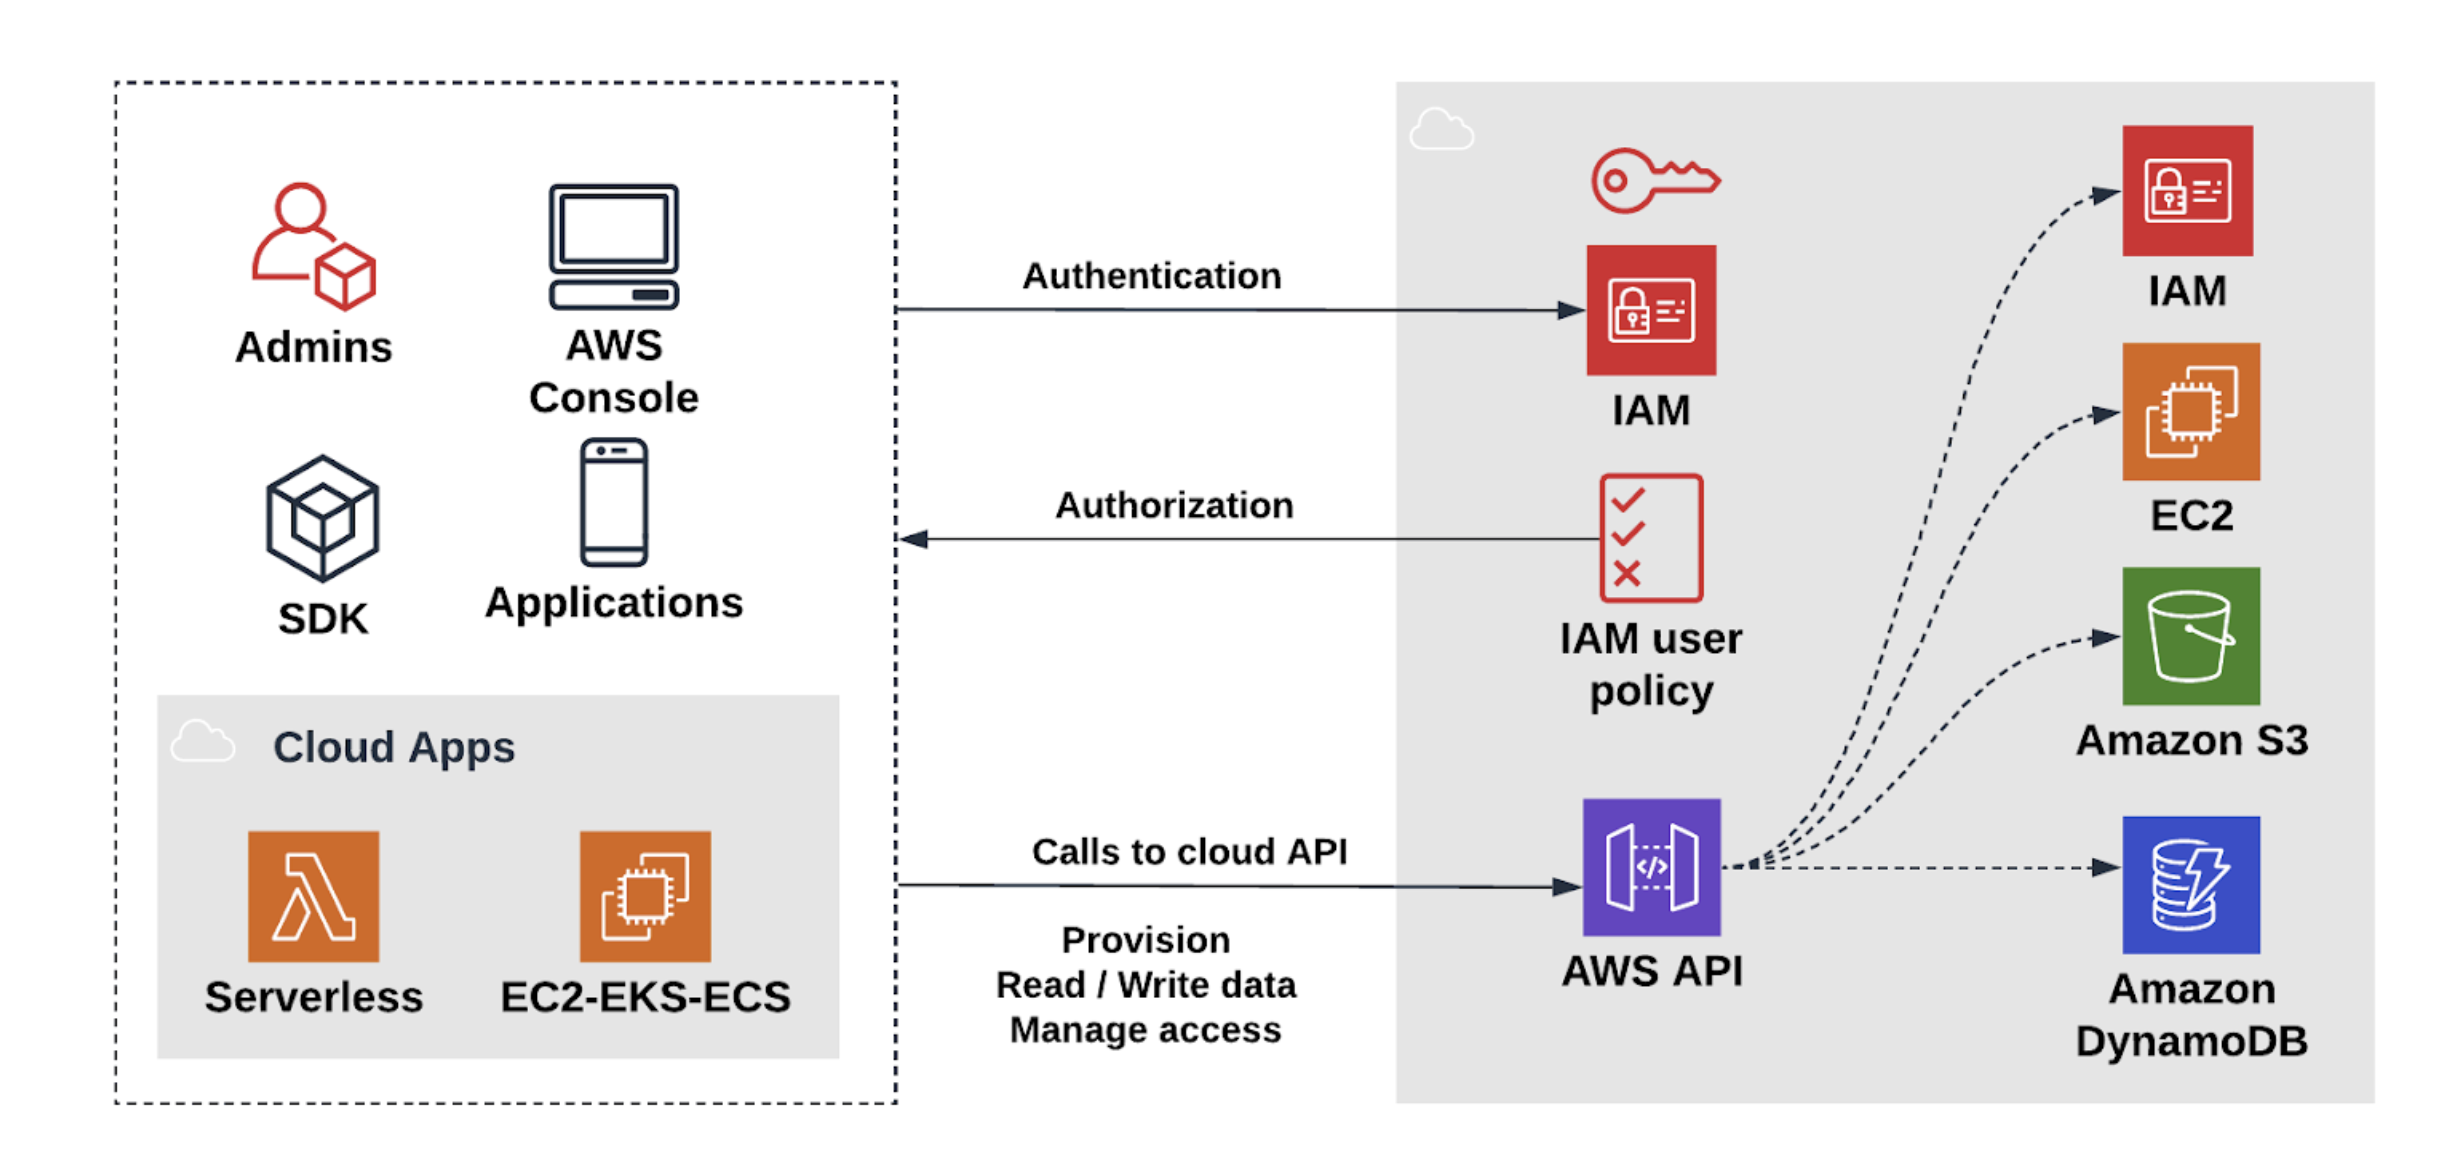 Admins
AWS
Console
SDK
Applications
Cloud Apps
Serverless
EC2-EKS-ECS
Authentication
Authorization
Calls to cloud API
Provision
Read / Write data
Manage access
IAM
IAM user
policy
</>
AWS API
IAM
EC2
Amazon S3
Amazon
DynamoDB